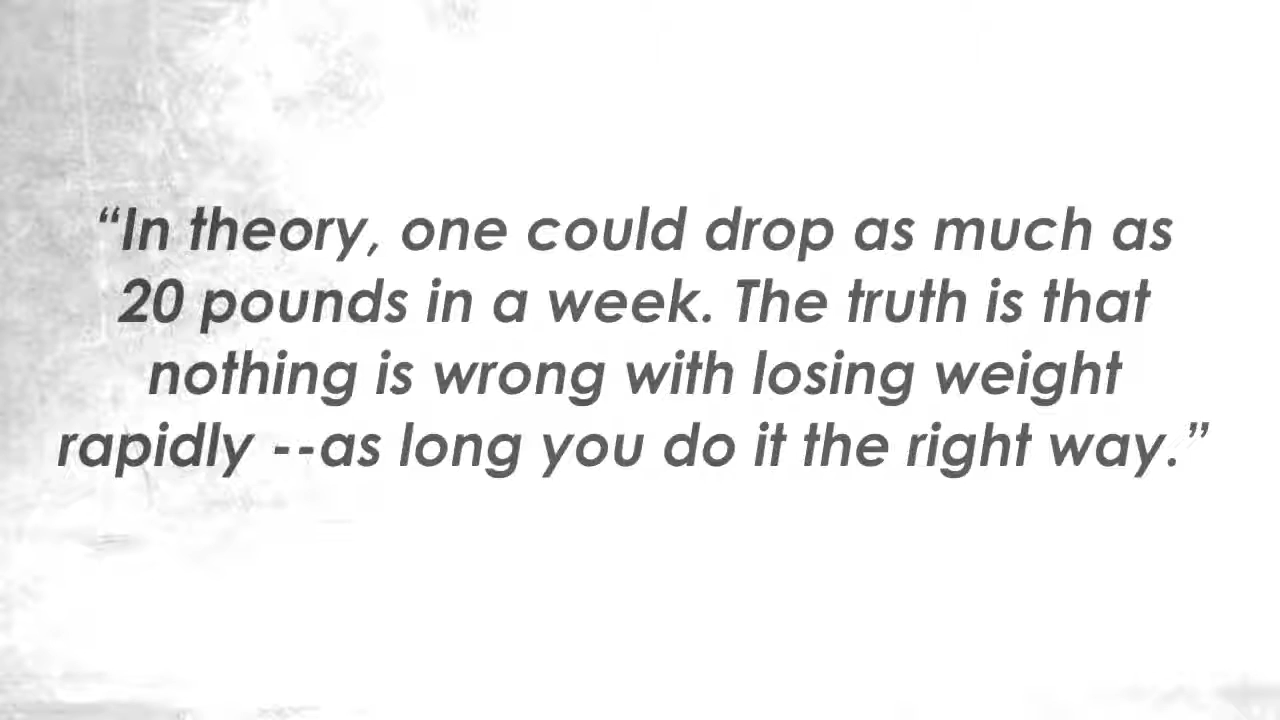 “In theory, one could drop as much as
20 pounds in a week. The truth is that
nothing is wrong with losing weight
rapidly --as long you do it the right way.”